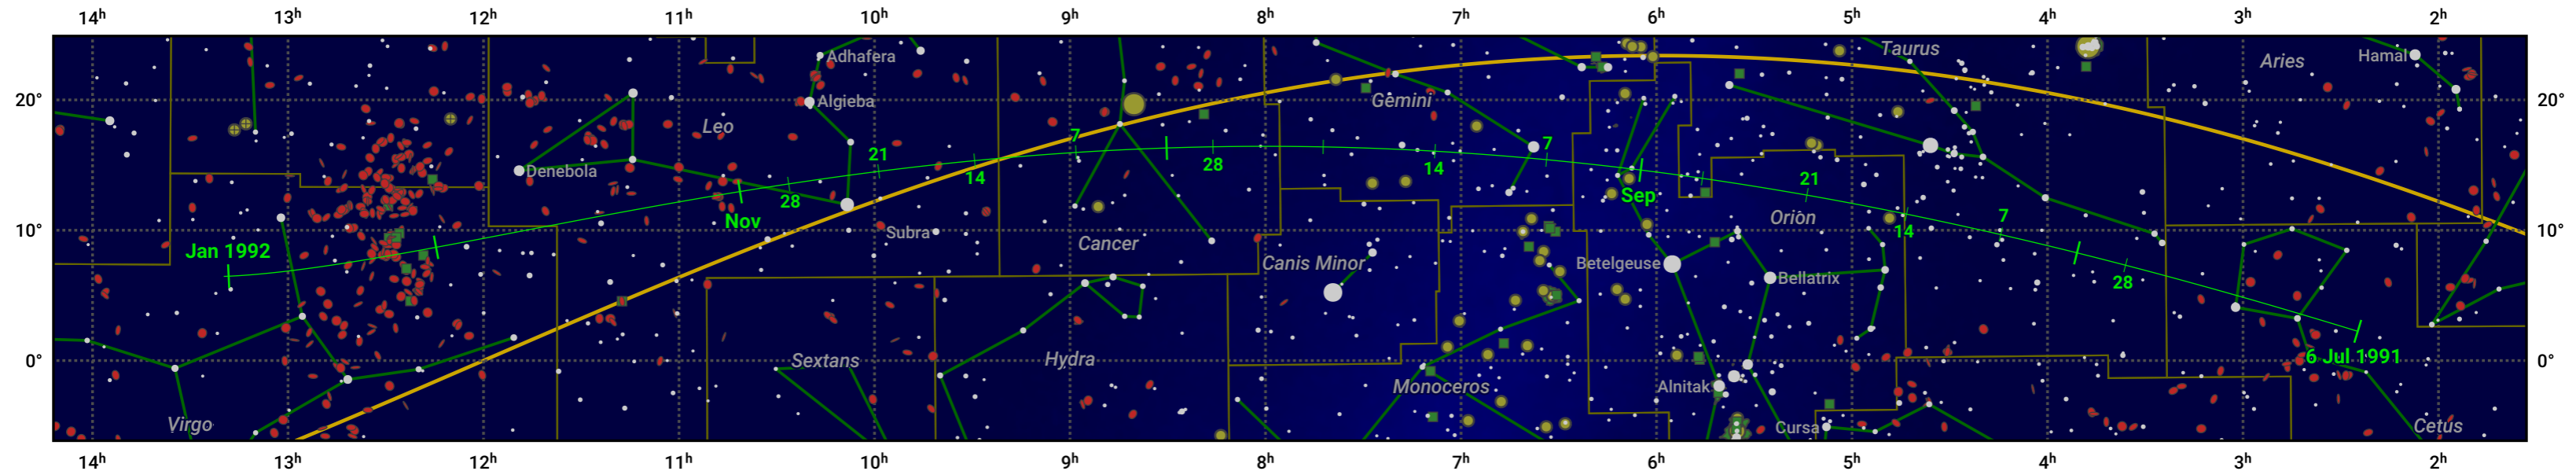 14ʰ 13ʰ 12ʰ 11ʰ 10ʰ 9ʰ 8ʰ 7ʰ 6ʰ 5ʰ 4ʰ 3ʰ 2ʰ
Adhafera
Taurus
Aries
Hamal
20°
Algieba
Gemini
20°
Leo
7
7
21
28
14
Denebola
14
Sep
21
28
Nov
Orion
7
10°
Subra
14
10°
Jan 1992
Cancer
Canis Minor
Betelgeuse
Bellatrix
28
0°
Sextans
Hydra
6 Jul 1991
0°
Monoceros
Alnitak
Virgo
Cursa
Cetus
14ʰ 13ʰ 12ʰ 11ʰ 10ʰ 9ʰ 8ʰ 7ʰ 6ʰ 5ʰ 4ʰ 3ʰ 2ʰ